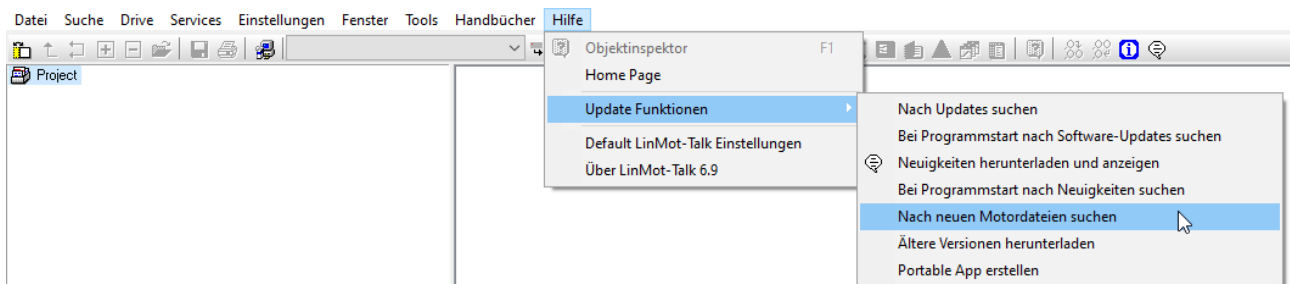 Datei Suche Drive Services Einstellungen Fenster Tools Handbücher Hilfe
Project
Objektinspektor F1
Home Page
Update Funktionen
Default LinMot-Talk Einstellungen
Über LinMot-Talk 6.9
Nach Updates suchen
Bei Programmstart nach Software-Updates suchen
Neuigkeiten herunterladen und anzeigen
Bei Programmstart nach Neuigkeiten suchen
Nach neuen Motordateien suchen
Ältere Versionen herunterladen
Portable App erstellen